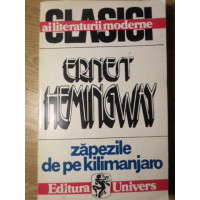 CLASICI
ai literaturii moderne
ERNEST
HEMINGWAY
zăpezile
de pe kilimanjaro
Editura Univers